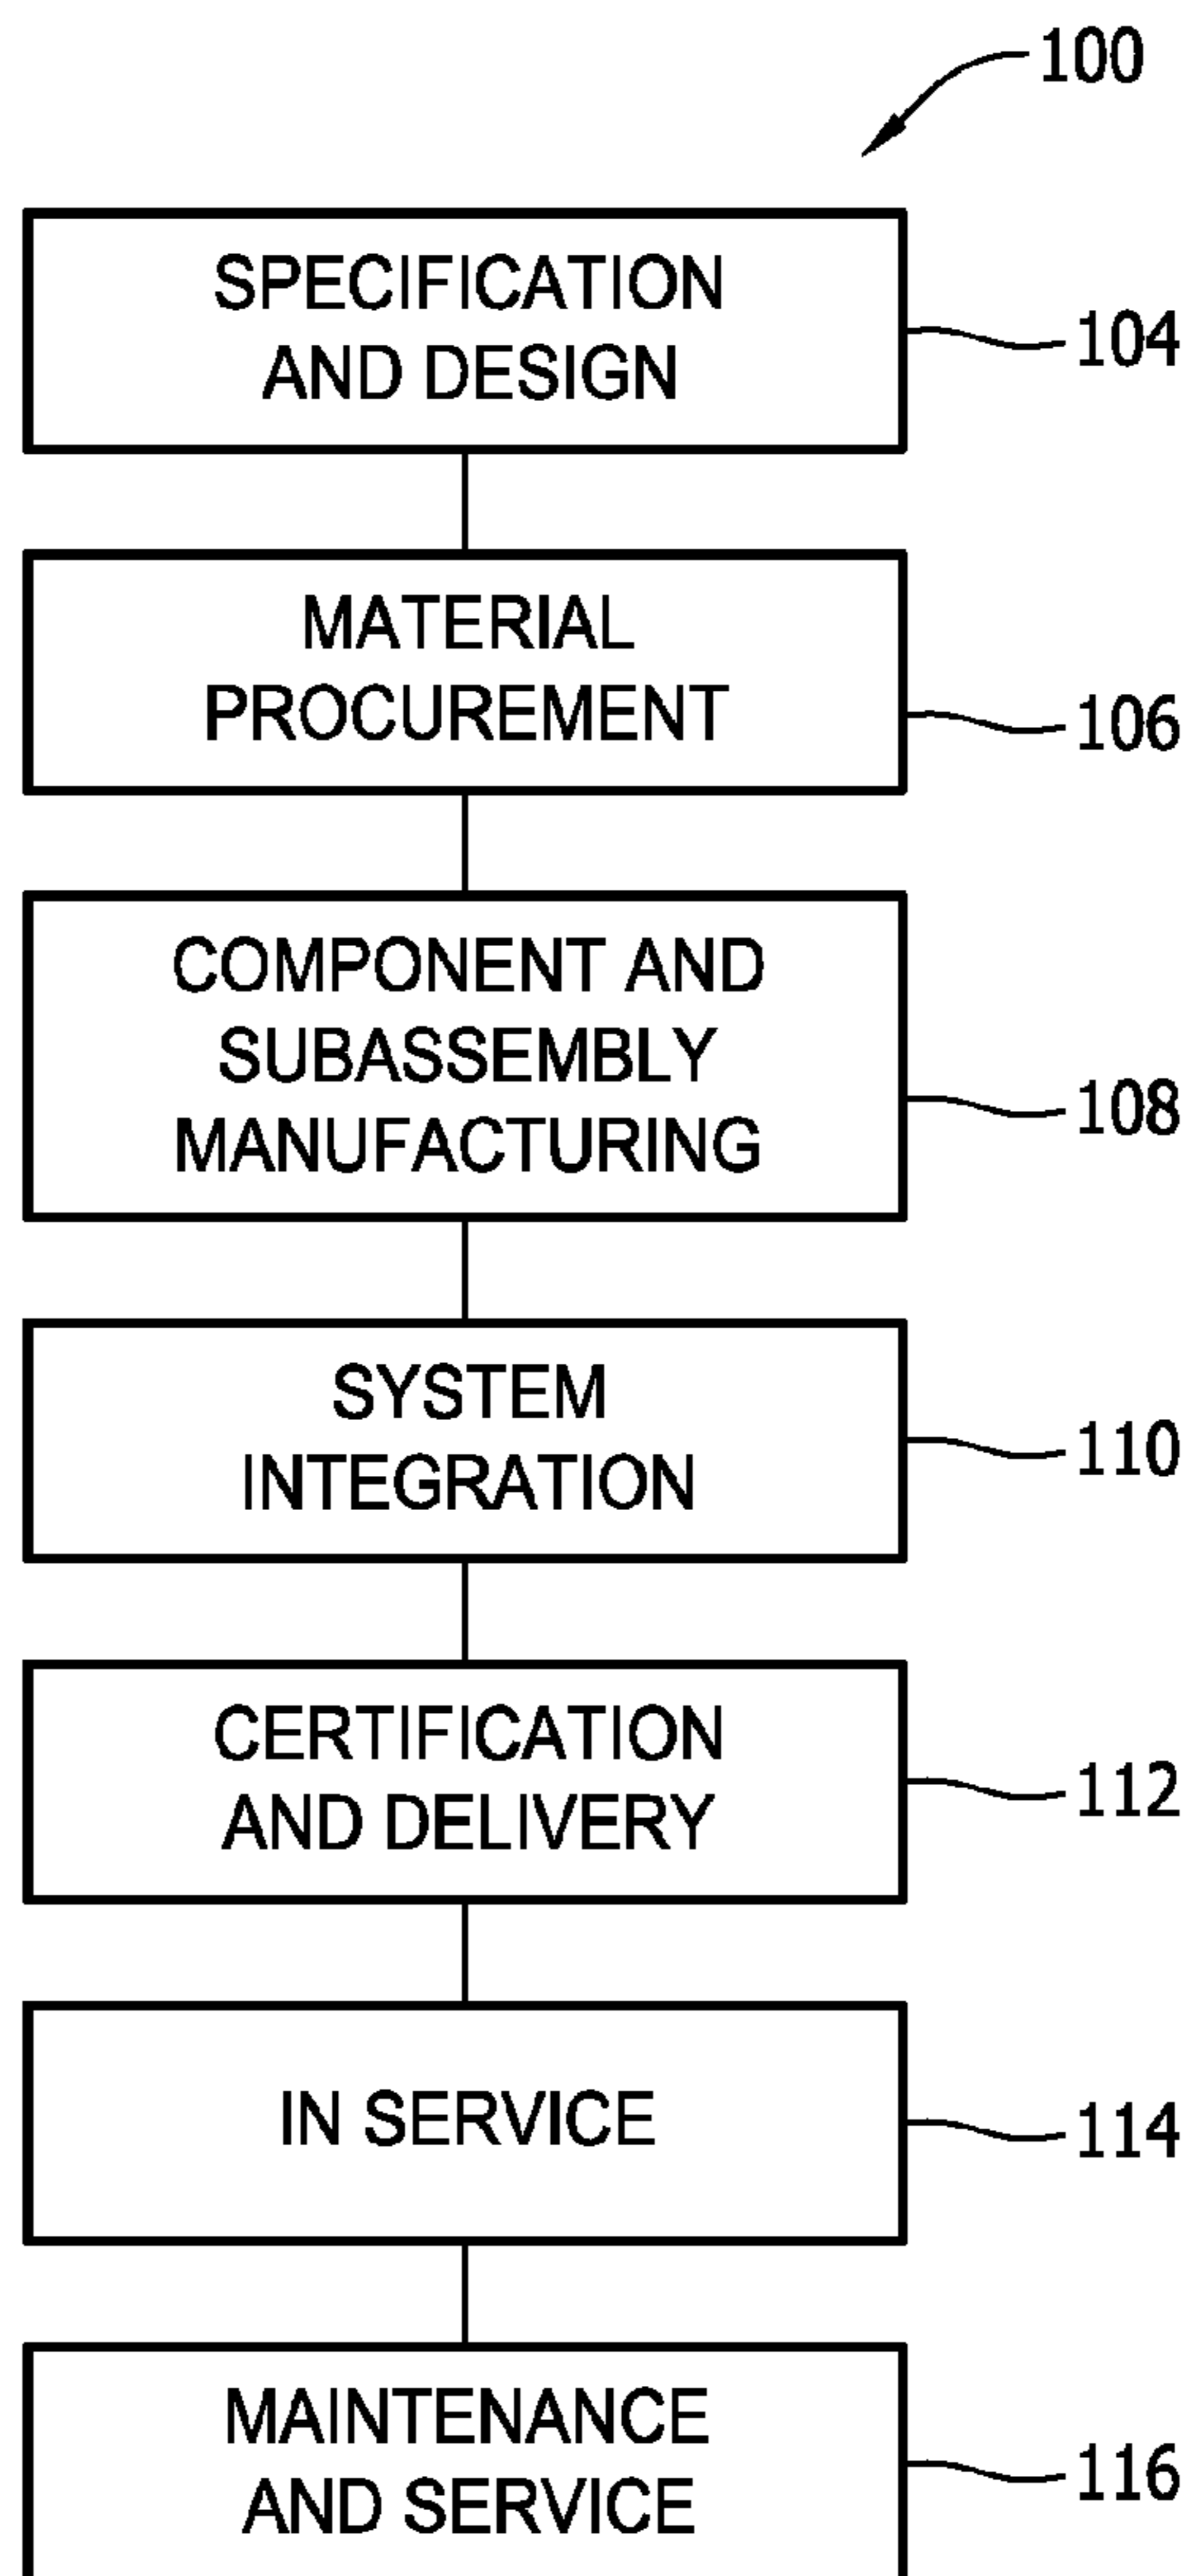 100
SPECIFICATION
AND DESIGN
104
MATERIAL
PROCUREMENT
106
COMPONENT AND
SUBASSEMBLY
MANUFACTURING
108
SYSTEM
INTEGRATION
110
CERTIFICATION
AND DELIVERY
112
IN SERVICE
114
MAINTENANCE
AND SERVICE
116